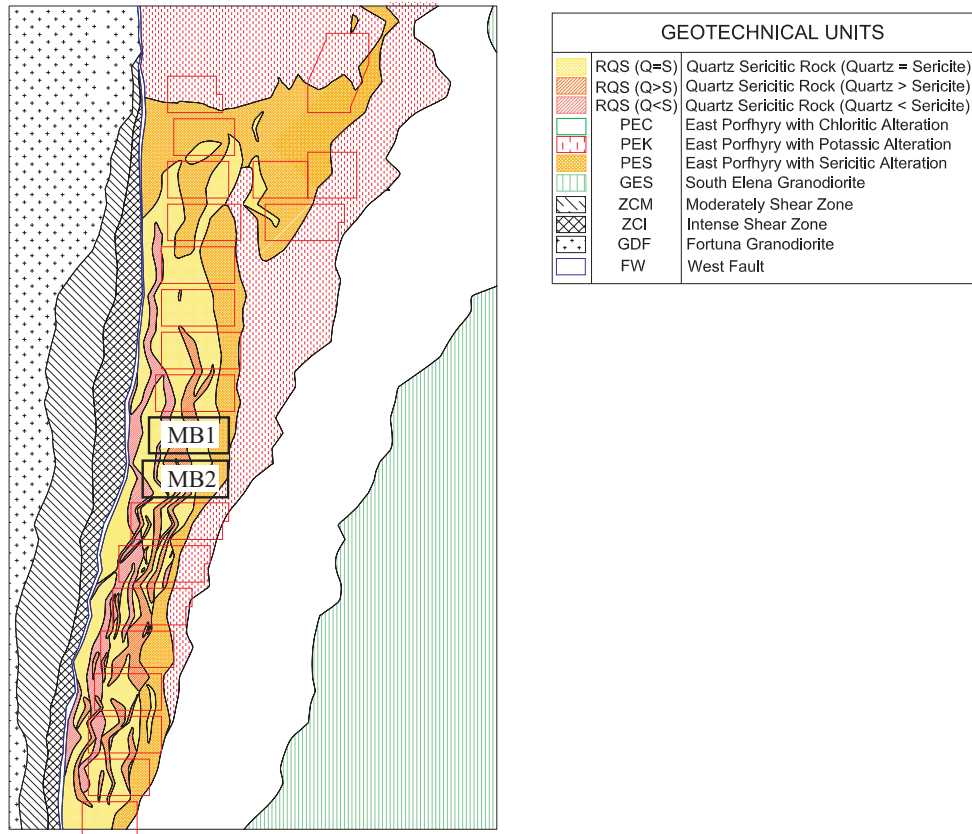 MB1
MB2
GEOTECHNICAL UNITS
RQS (Q=S) Quartz Sericitic Rock (Quartz = Sericite)
RQS (Q>S) Quartz Sericitic Rock (Quartz > Sericite)
RQS (Q<S) Quartz Sericitic Rock (Quartz < Sericite)
PEC East Porfhyry with Chloritic Alteration
PEK East Porfhyry with Potassic Alteration
PES East Porfhyry with Sericitic Alteration
GES South Elena Granodiorite
ZCM Moderately Shear Zone
ZCI Intense Shear Zone
GDF Fortuna Granodiorite
FW West Fault